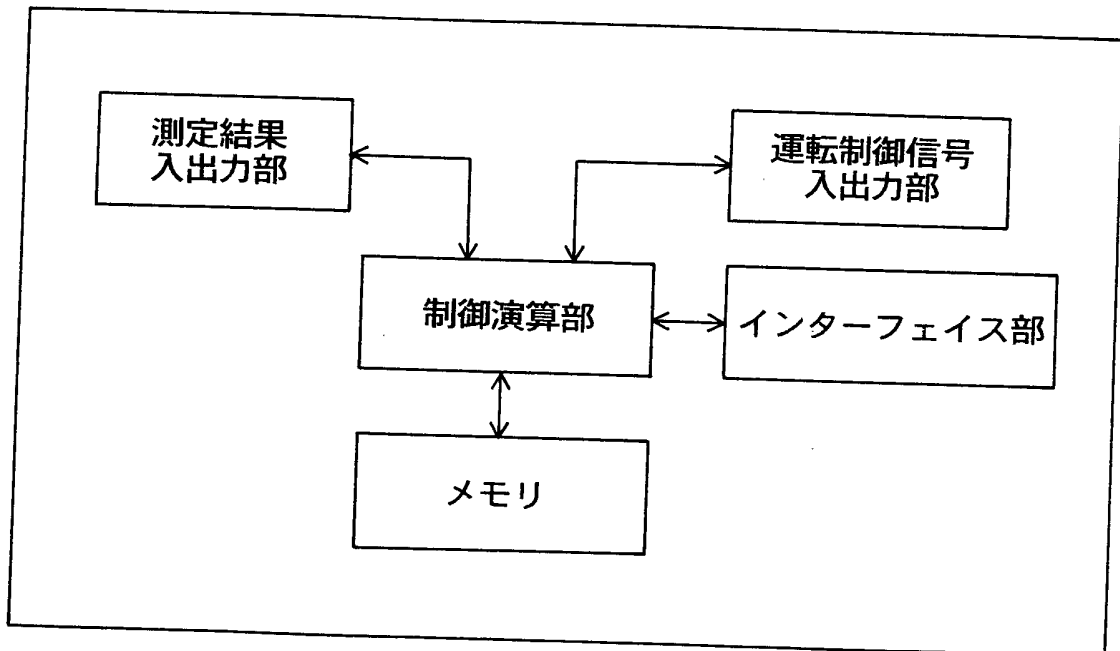 測定結果
入出力部
運転制御信号
入出力部
制御演算部
インターフェイス部
メモリ